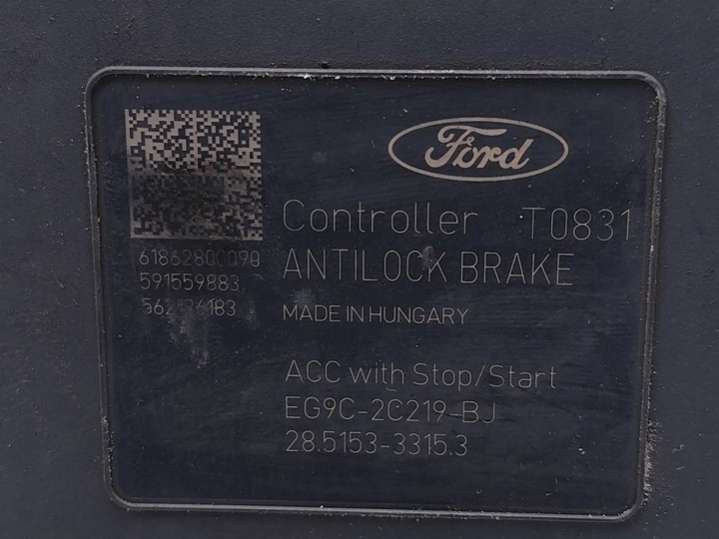 Ford
Controller T0831
ANTILOCK BRAKE
MADE IN HUNGARY
591559883
ACC with Stop/Start
EG9C-2C219-BJ
28.5153-3315.3